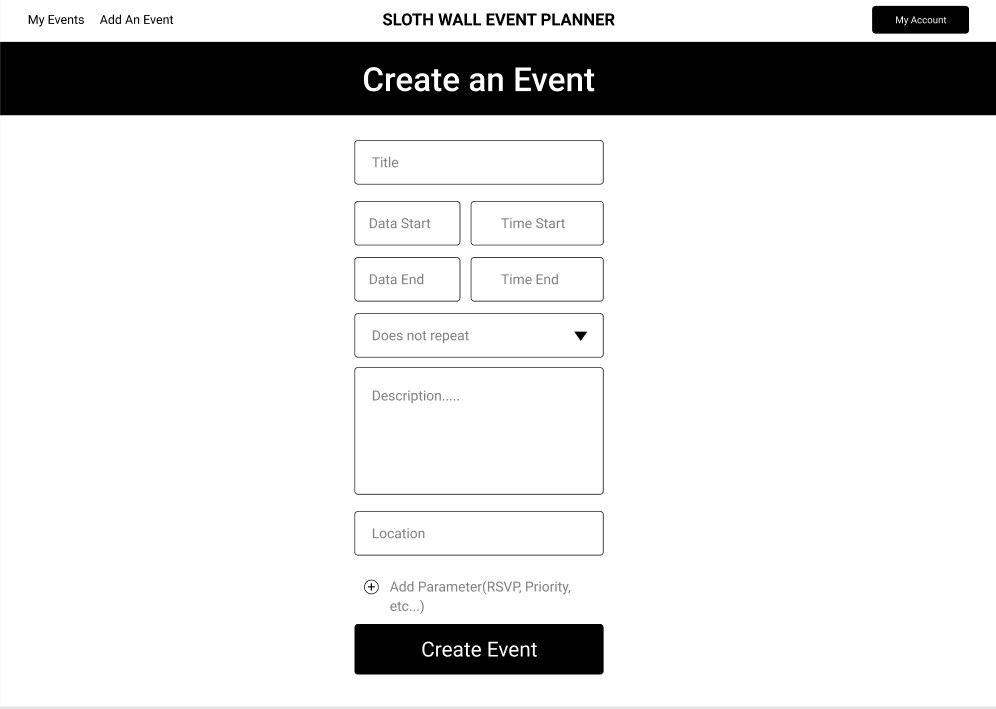 My Events Add An Event SLOTH WALL EVENT PLANNER My Account
Create an Event
Title
Data Start Time Start
Data End Time End
Does not repeat
Description.....
Location
Add Parameter(RSVP, Priority,
etc...)
Create Event